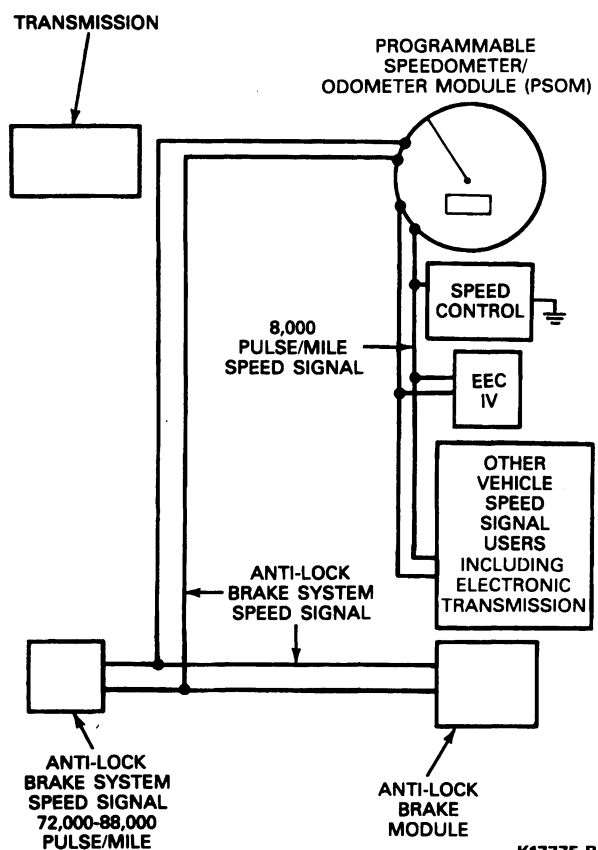 TRANSMISSION
PROGRAMMABLE
SPEEDOMETER/
ODOMETER MODULE (PSOM)
SPEED
CONTROL
8,000
PULSE/MILE
SPEED SIGNAL
EEC
IV
OTHER
VEHICLE
SPEED
SIGNAL
USERS
INCLUDING
ELECTRONIC
TRANSMISSION
ANTI-LOCK
BRAKE SYSTEM
SPEED SIGNAL
ANTI-LOCK
BRAKE SYSTEM
SPEED SIGNAL
72,000-88,000
PULSE/MILE
ANTI-LOCK
BRAKE
MODULE